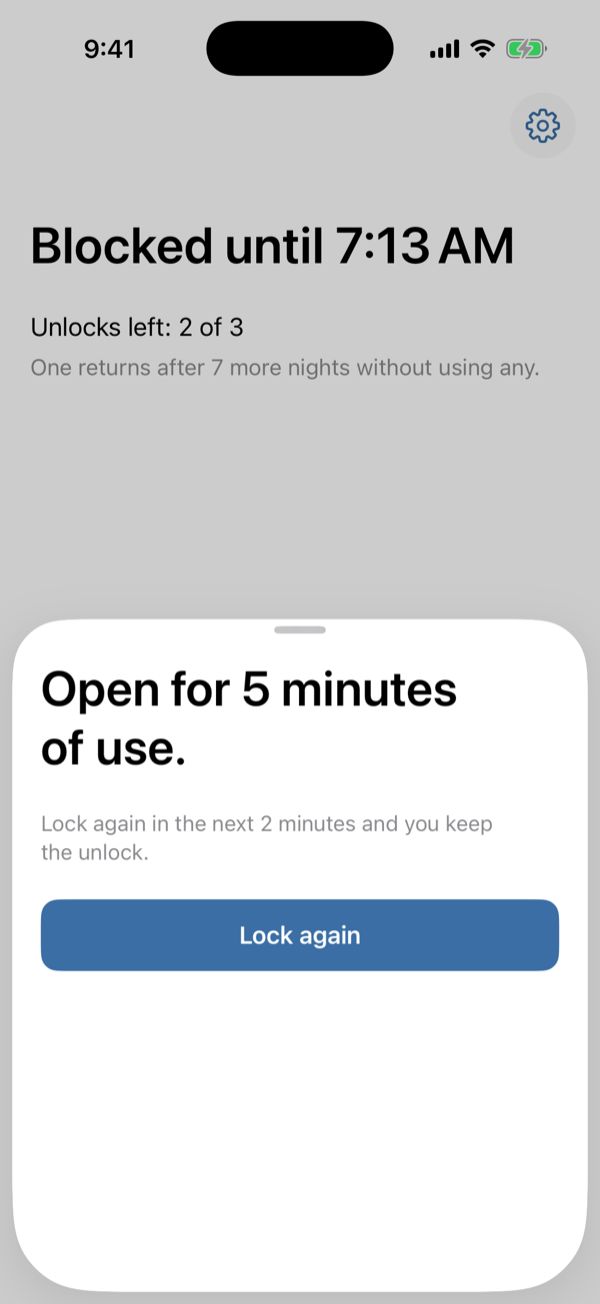 9:41
Blocked until 7:13 AM
Unlocks left: 2 of 3
One returns after 7 more nights without using any.
Open for 5 minutes
of use.
Lock again in the next 2 minutes and you keep
the unlock.
Lock again